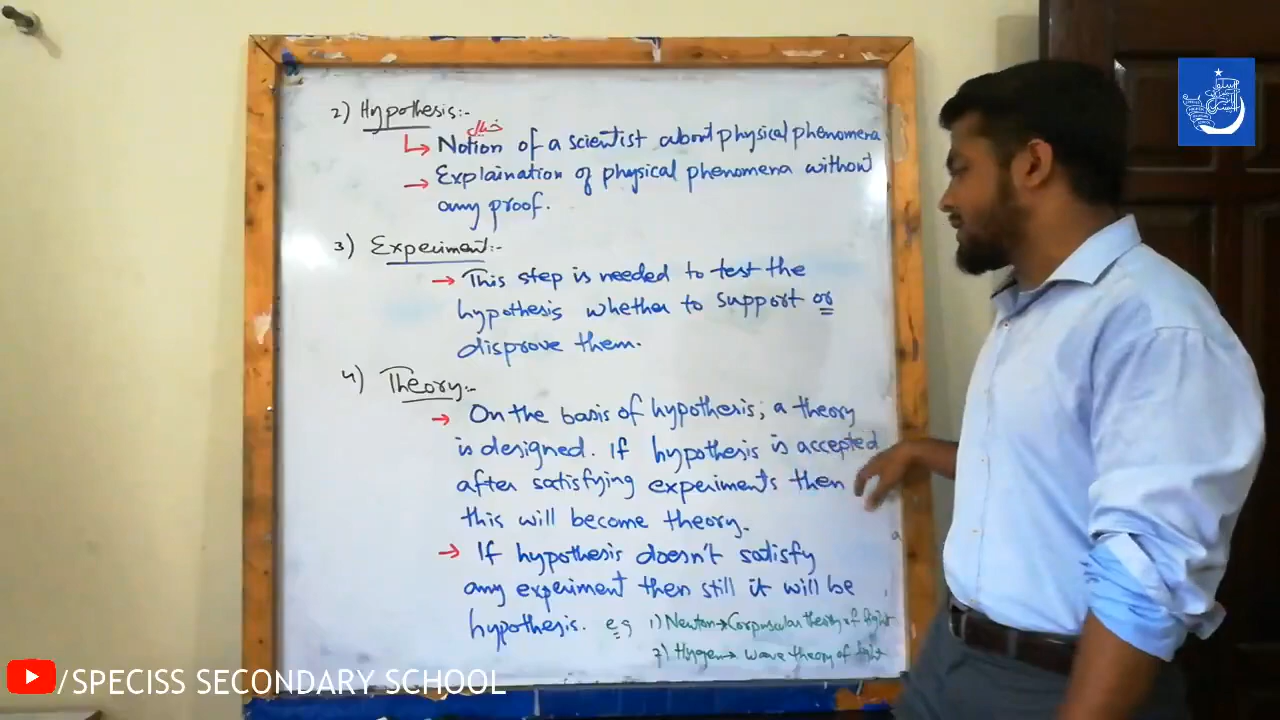 2) Hypothesis:-
خیال
↳ Notion of a scientist about physical phenomena
→ Explaination of physical phenomena without
any proof.
3) Experiment:-
→ This step is needed to test the
hypothesis whether to support or
disprove them.
4) Theory:-
→ On the basis of hypothesis; a theory
is designed. If hypothesis is accepted
after satisfying experiments then
this will become theory.
→ If hypothesis doesn't satisfy
any experiment then still it will be
hypothesis. e.g 1) Newton → Corpuscular theory of light
2) Hygen → wave theory of light
/SPECISS SECONDARY SCHOOL